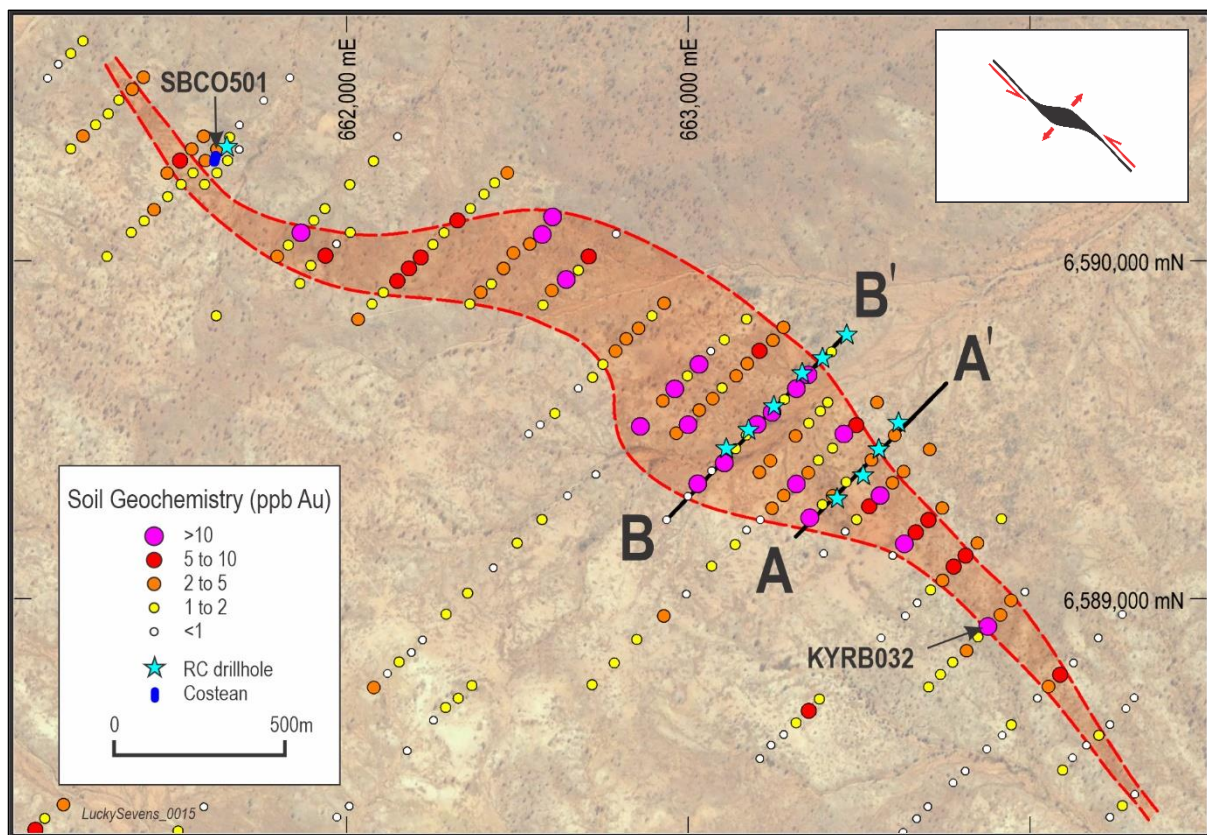 662,000 mE
663,000 mE
SBCO501
6,590,000 mN
B'
A'
B
A
6,589,000 mN
KYRB032
Soil Geochemistry (ppb Au)
>10
5 to 10
2 to 5
1 to 2
<1
RC drillhole
Costean
0 500m
LuckySevens_0015